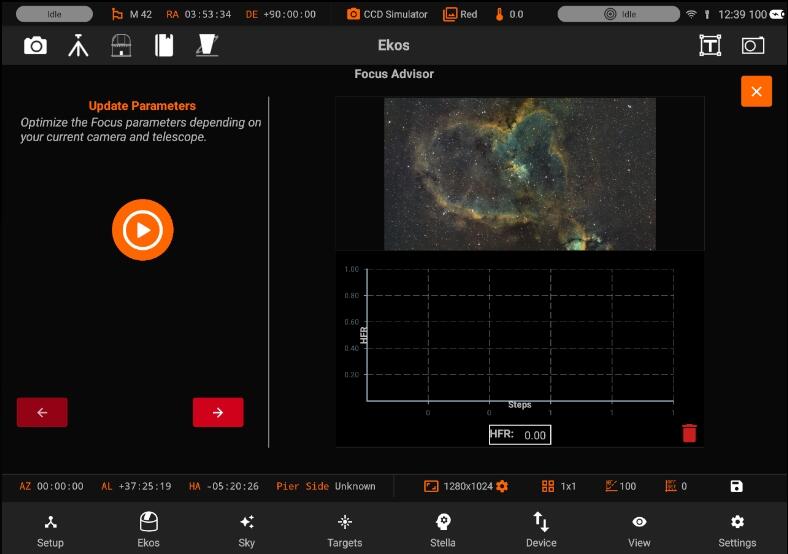 Idle M 42 RA 03:53:34 DE +90:00:00 CCD Simulator Red 0.0 Idle 12:39 100
Ekos
Focus Advisor
Update Parameters
Optimize the Focus parameters depending on
your current camera and telescope.
1.00
0.80
0.60
HFR
0.40
0.20
Steps
0 0 1 1 1
HFR: 0.00
AZ 00:00:00 AL +37:25:19 HA -05:20:26 Pier Side Unknown 1280x1024 1x1 100 0
Setup Ekos Sky Targets Stella Device View Settings